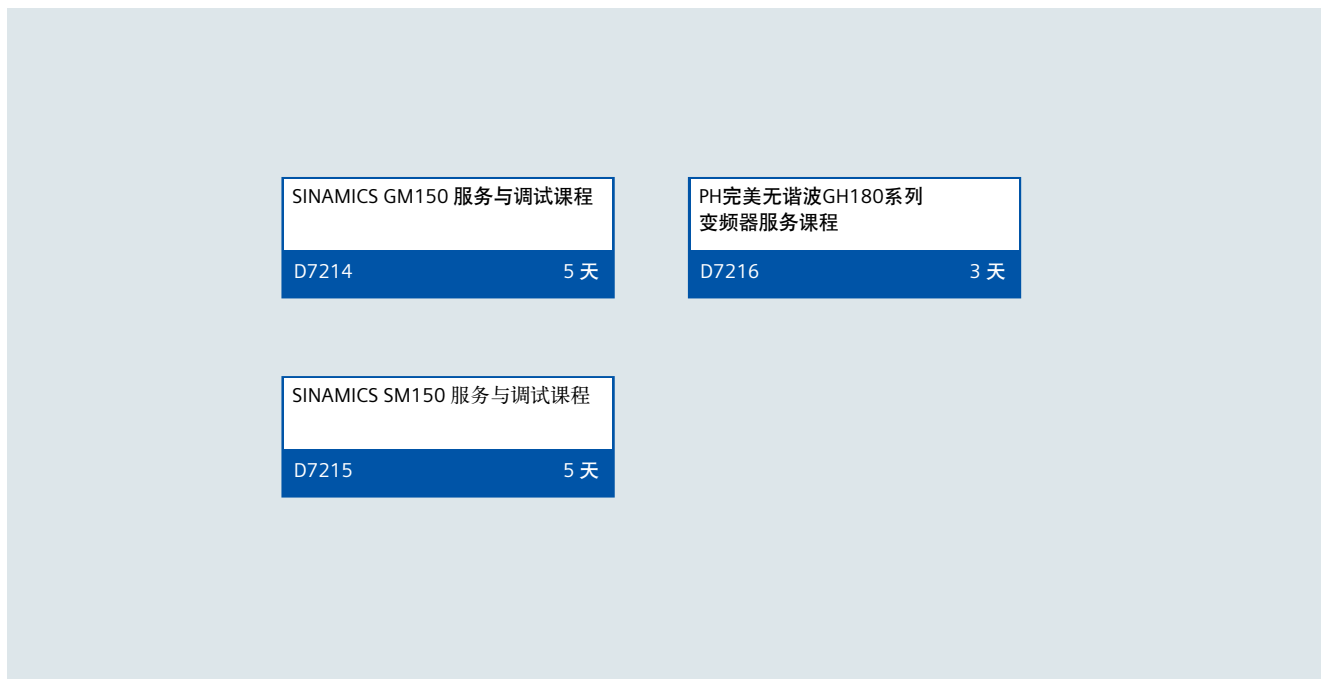 SINAMICS GM150 服务与调试课程
D7214 5 天
PH完美无谐波GH180系列
变频器服务课程
D7216 3 天
SINAMICS SM150 服务与调试课程
D7215 5 天